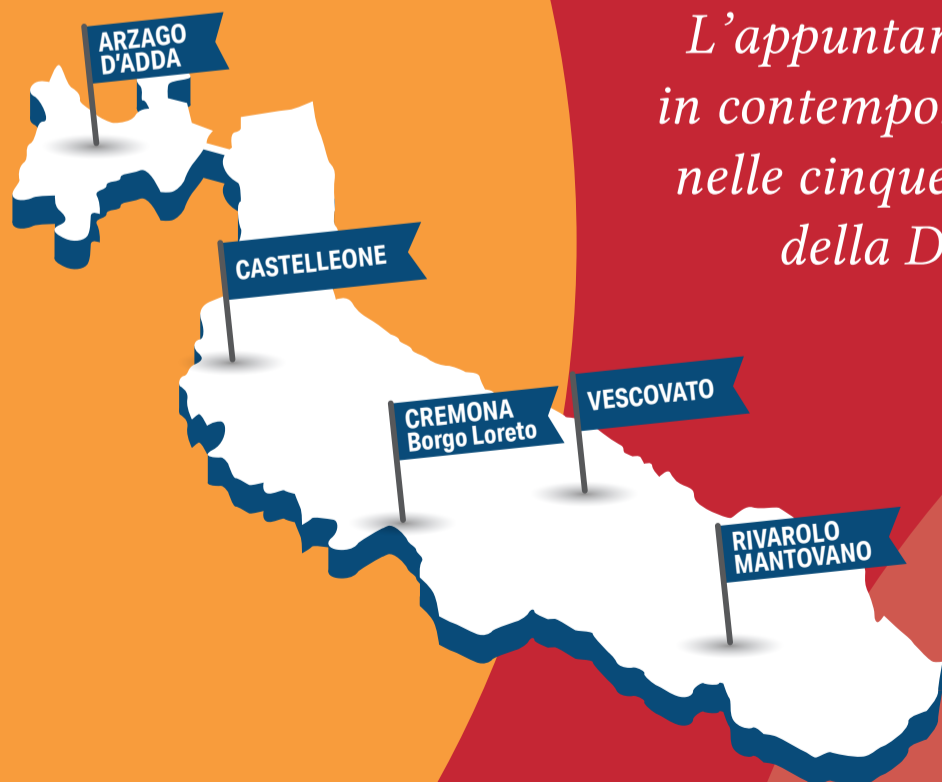 ARZAGO
D'ADDA
L'appuntar
in contempo
nelle cinque
della D
CASTELLEONE
CREMONA
Borgo Loreto
VESCOVATO
RIVAROLO
MANTOVANO